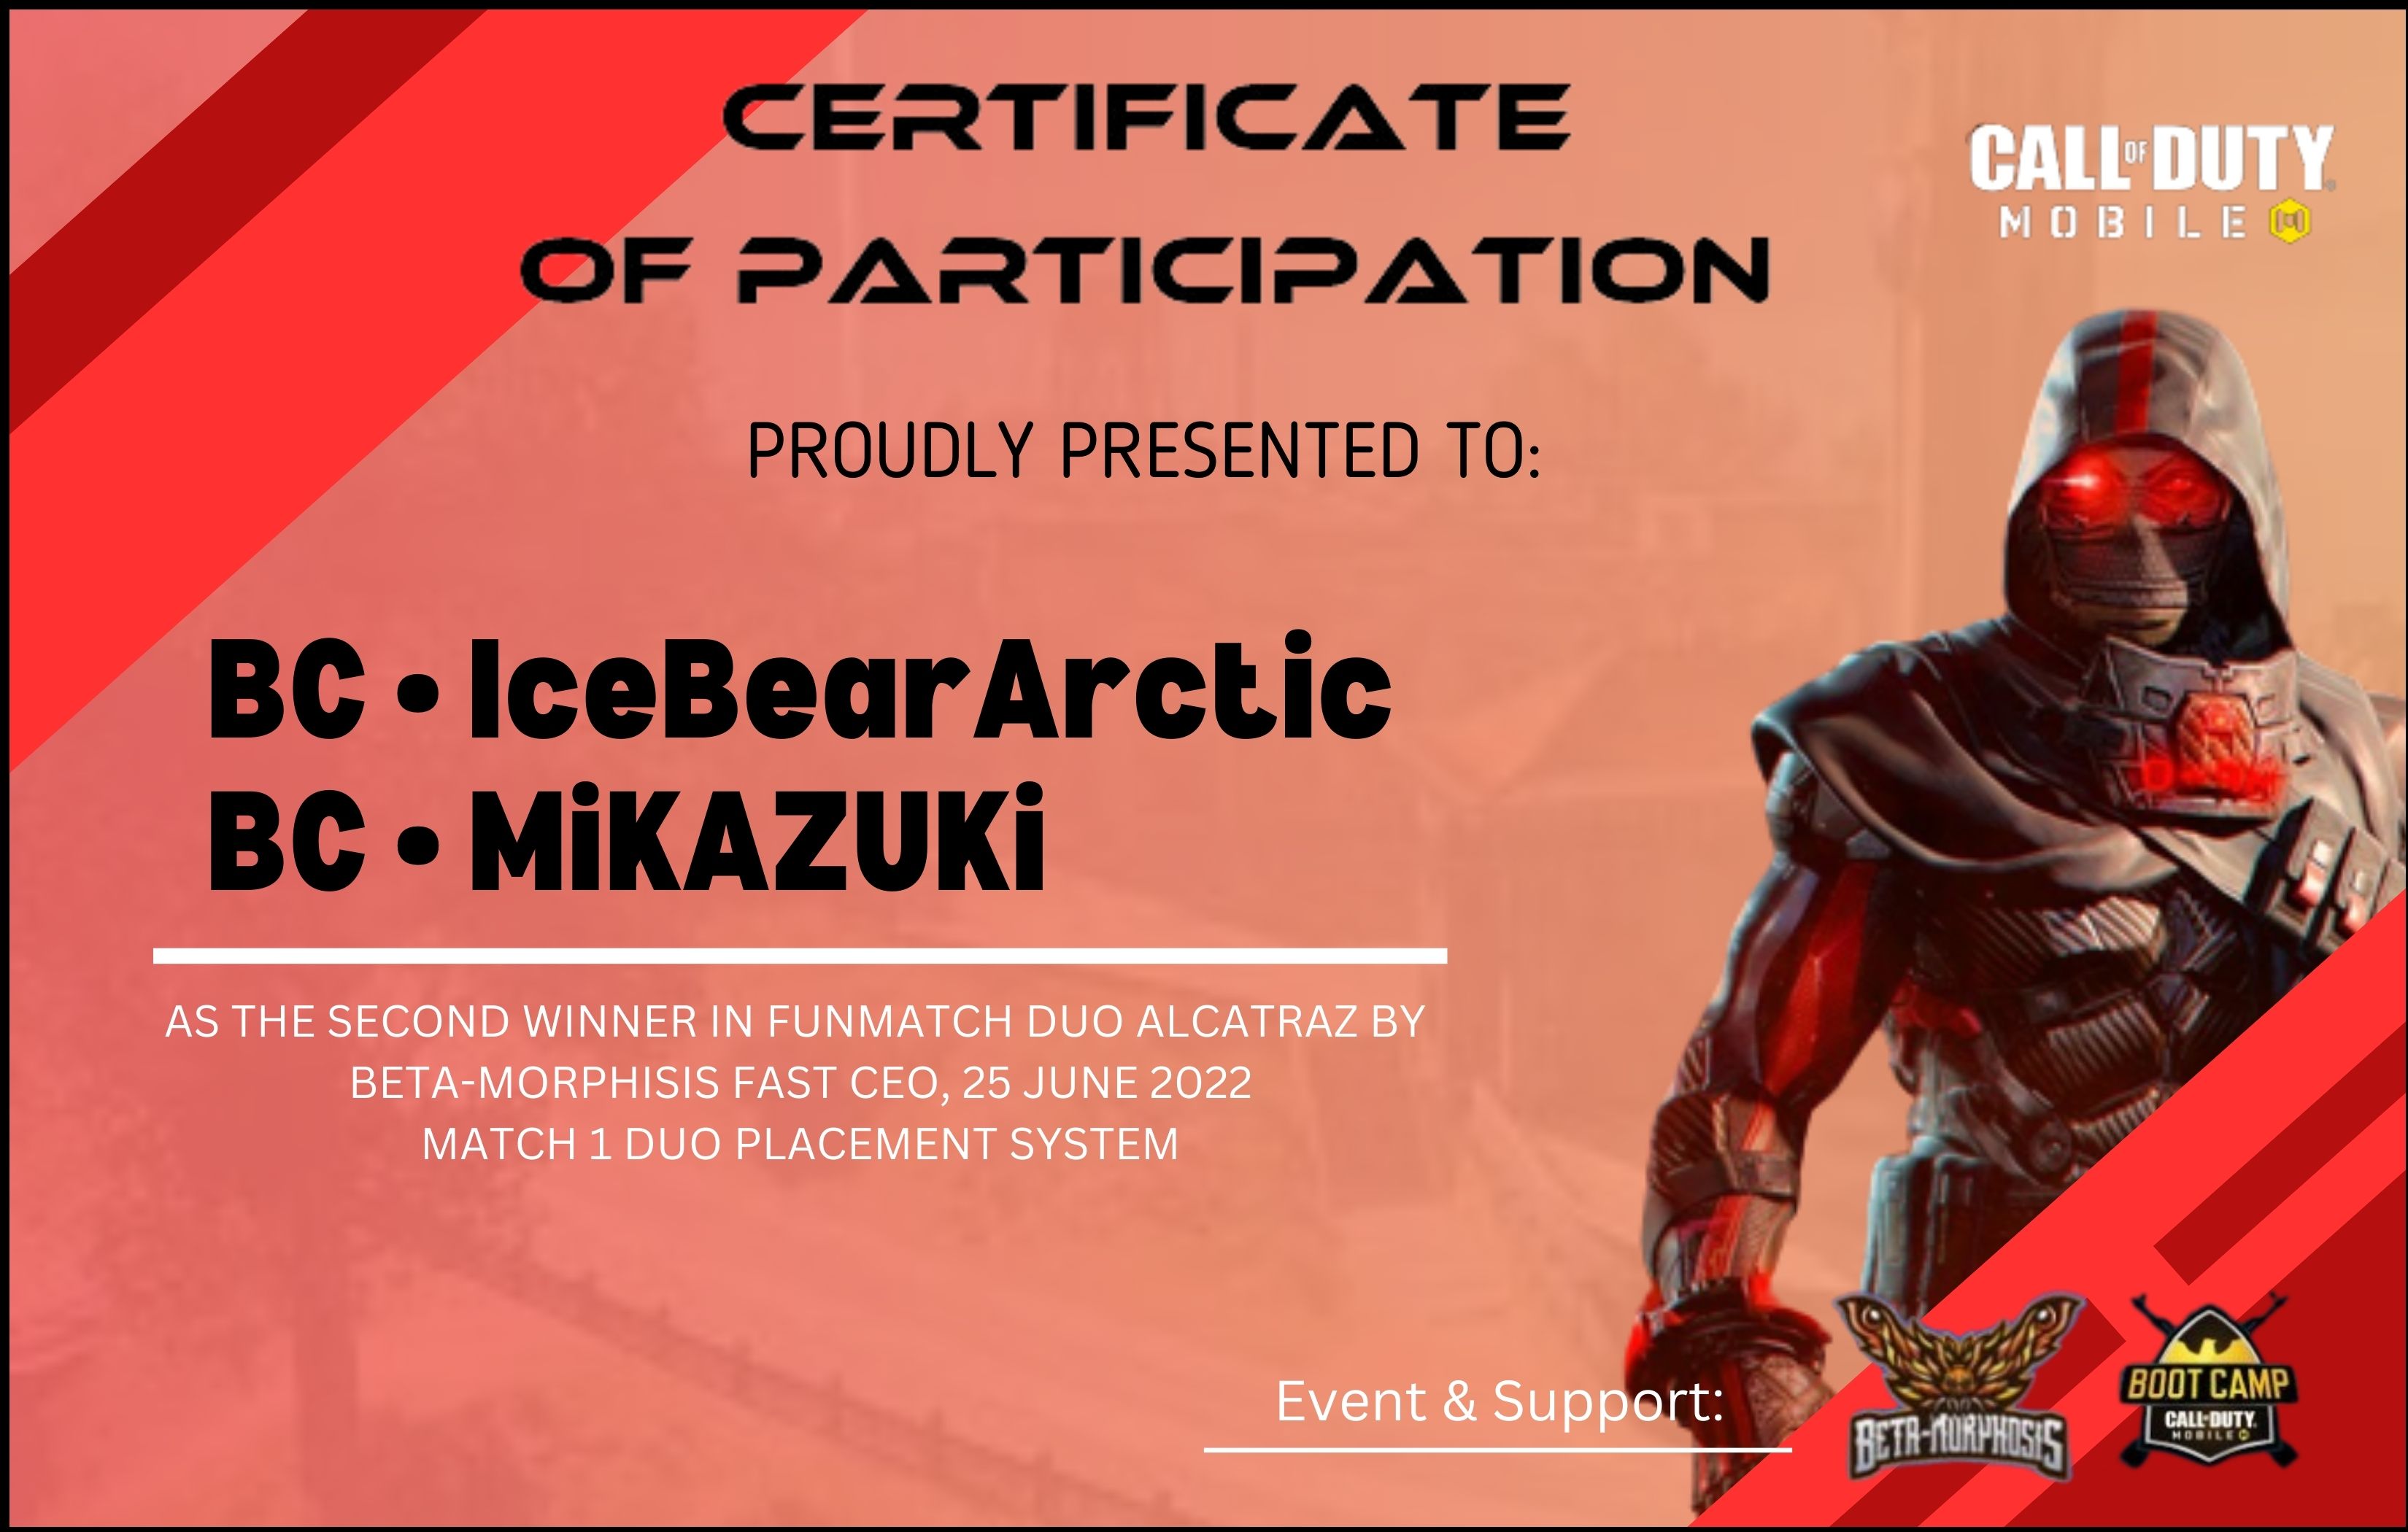 CERTIFICATE
OF PARTICIPATION
CALL OF DUTY
MOBILE
PROUDLY PRESENTED TO:
BC • IceBearArctic
BC • MiKAZUKi
AS THE SECOND WINNER IN FUNMATCH DUO ALCATRAZ BY
BETA-MORPHISIS FAST CEO, 25 JUNE 2022
MATCH 1 DUO PLACEMENT SYSTEM
Event & Support:
BETA-MORPHOSIS
BOOT CAMP
CALL OF DUTY
MOBILE